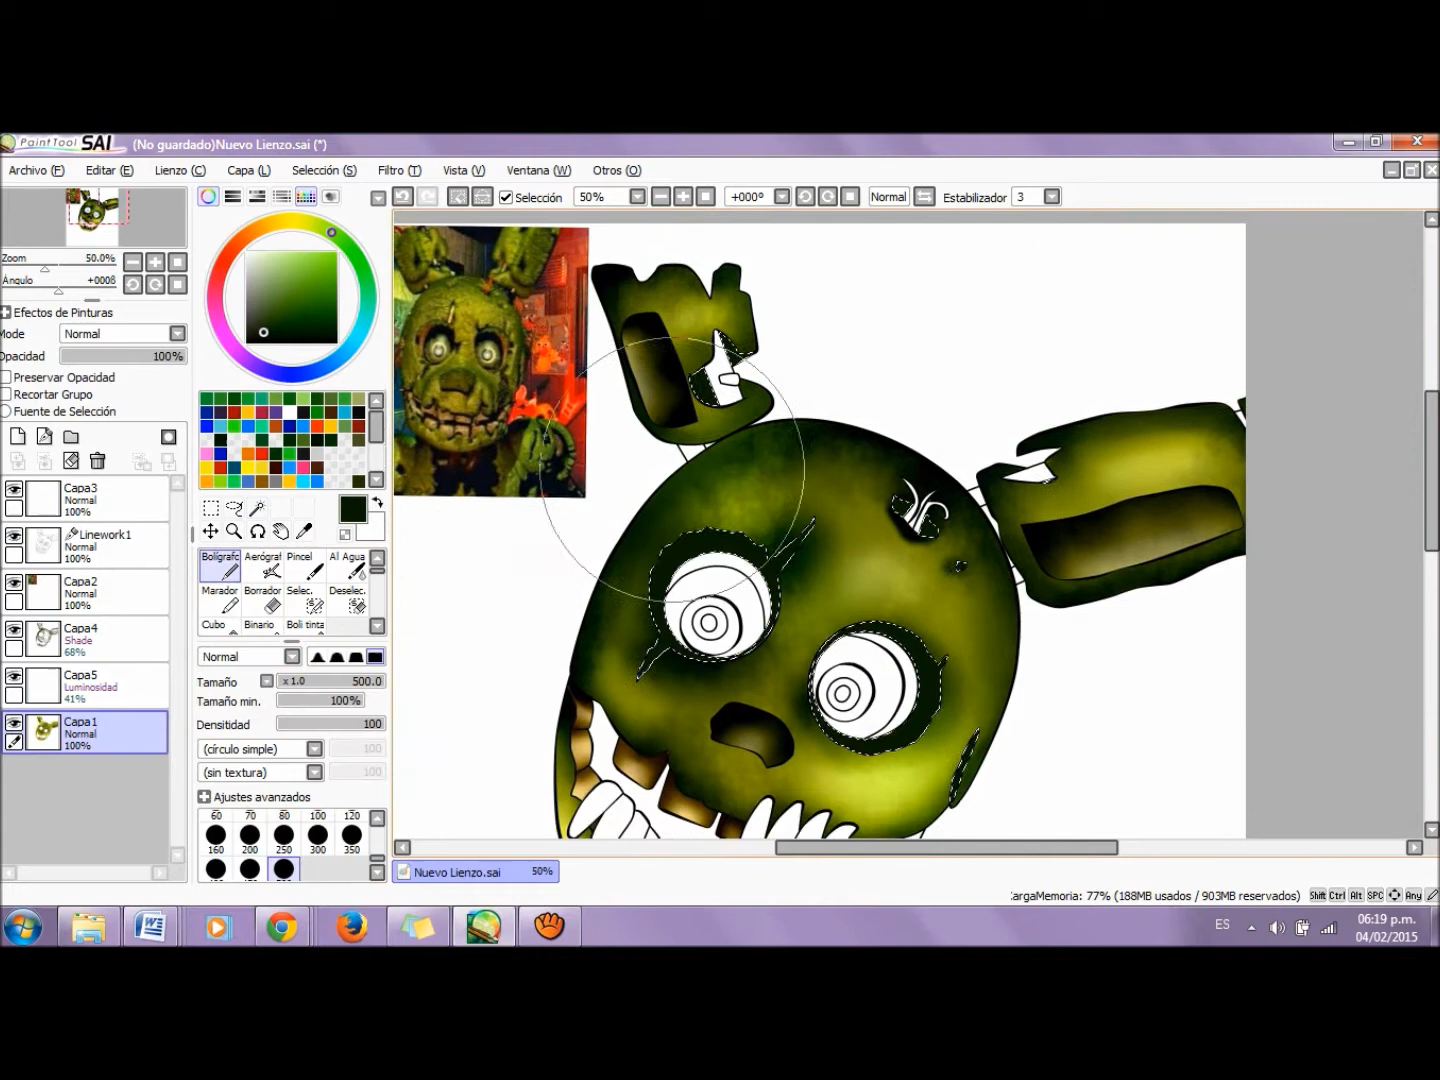 PaintTool SAI (No guardado)Nuevo Lienzo.sai (*)
Archivo (F) Editar (E) Lienzo (C) Capa (L) Selección (S) Filtro (T) Vista (V) Ventana (W) Otros (O)
Selección 50% +000º Normal Estabilizador 3
Zoom 50.0%
Ángulo +000ß
Efectos de Pinturas
Mode Normal
Opacidad 100%
Preservar Opacidad
Recortar Grupo
Fuente de Selección
Capa3
Normal
100%
Linework1
Normal
100%
Capa2
Normal
100%
Capa4
Shade
68%
Capa5
Luminosidad
41%
Capa1
Normal
100%
Bolígrafo Aerógraf Pincel Al Agua
Marador Borrador Selec. Deselec.
Cubo Binario Boli tinta
Normal
Tamaño x 1.0 500.0
Tamaño min. 100%
Densitidad 100
(círculo simple) 100
(sin textura) 100
Ajustes avanzados
60 70 80 100 120
160 200 250 300 350
Nuevo Lienzo.sai 50%
argaMemoria: 77% (188MB usados / 903MB reservados) Shift Ctrl Alt SPC Any
ES
06:19 p.m.
04/02/2015